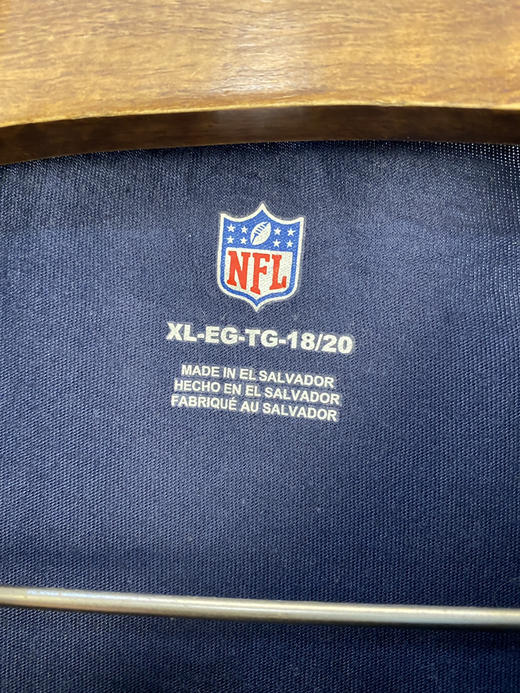 NFL
XL-EG-TG-18/20
MADE IN EL SALVADOR
HECHO EN EL SALVADOR
FABRIQUÉ AU SALVADOR